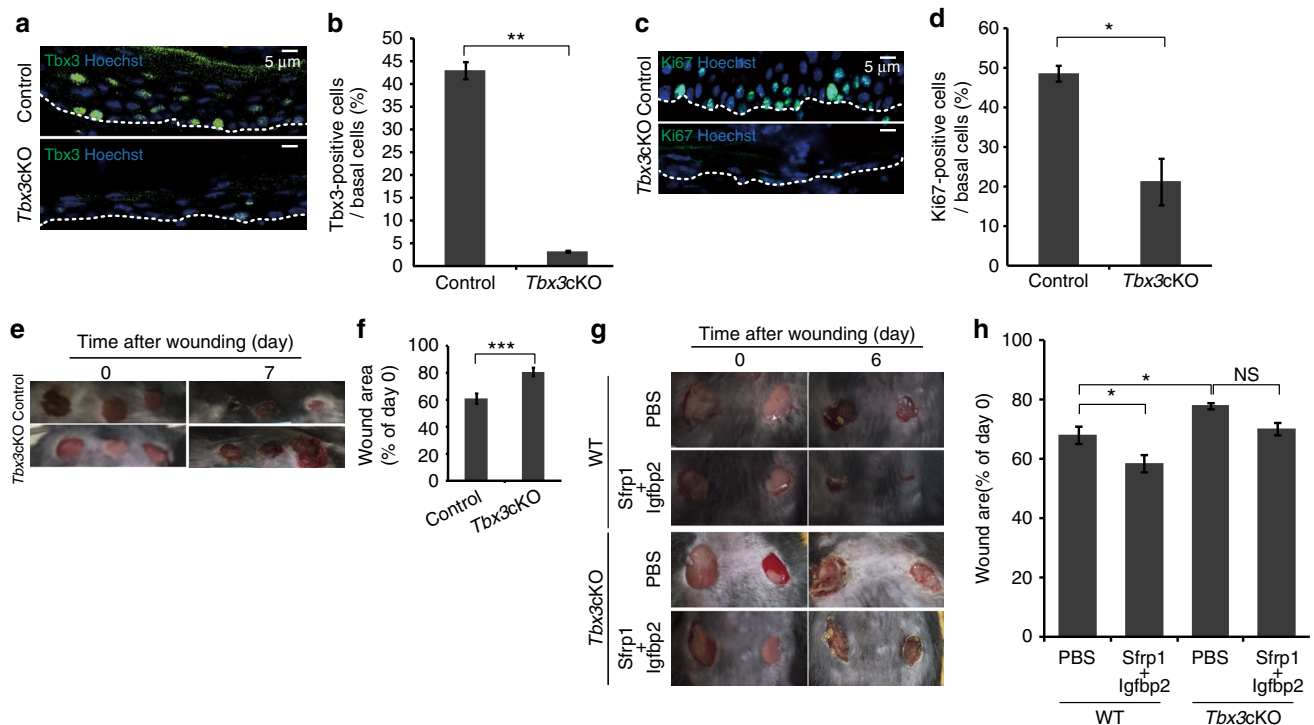 a
Control
Tbx3 Hoechst
5 μm
Tbx3cKO
Tbx3 Hoechst
b
Tbx3-positive cells
/ basal cells (%)
50
45
40
35
30
25
20
15
10
5
0
**
Control
Tbx3cKO
c
Control
Ki67 Hoechst
5 μm
Tbx3cKO
Ki67 Hoechst
d
Ki67-positive cells
/ basal cells (%)
60
50
40
30
20
10
0
*
Control
Tbx3cKO
e
Time after wounding (day)
0
7
Control
Tbx3cKO
f
Wound area
(% of day 0)
100
80
60
40
20
0
***
Control
Tbx3cKO
g
Time after wounding (day)
0
6
WT
PBS
Sfrp1
+
Igfbp2
Tbx3cKO
PBS
Sfrp1
+
Igfbp2
h
Wound are(% of day 0)
100
80
60
40
20
0
*
*
NS
PBS
Sfrp1
+
Igfbp2
PBS
Sfrp1
+
Igfbp2
WT
Tbx3cKO